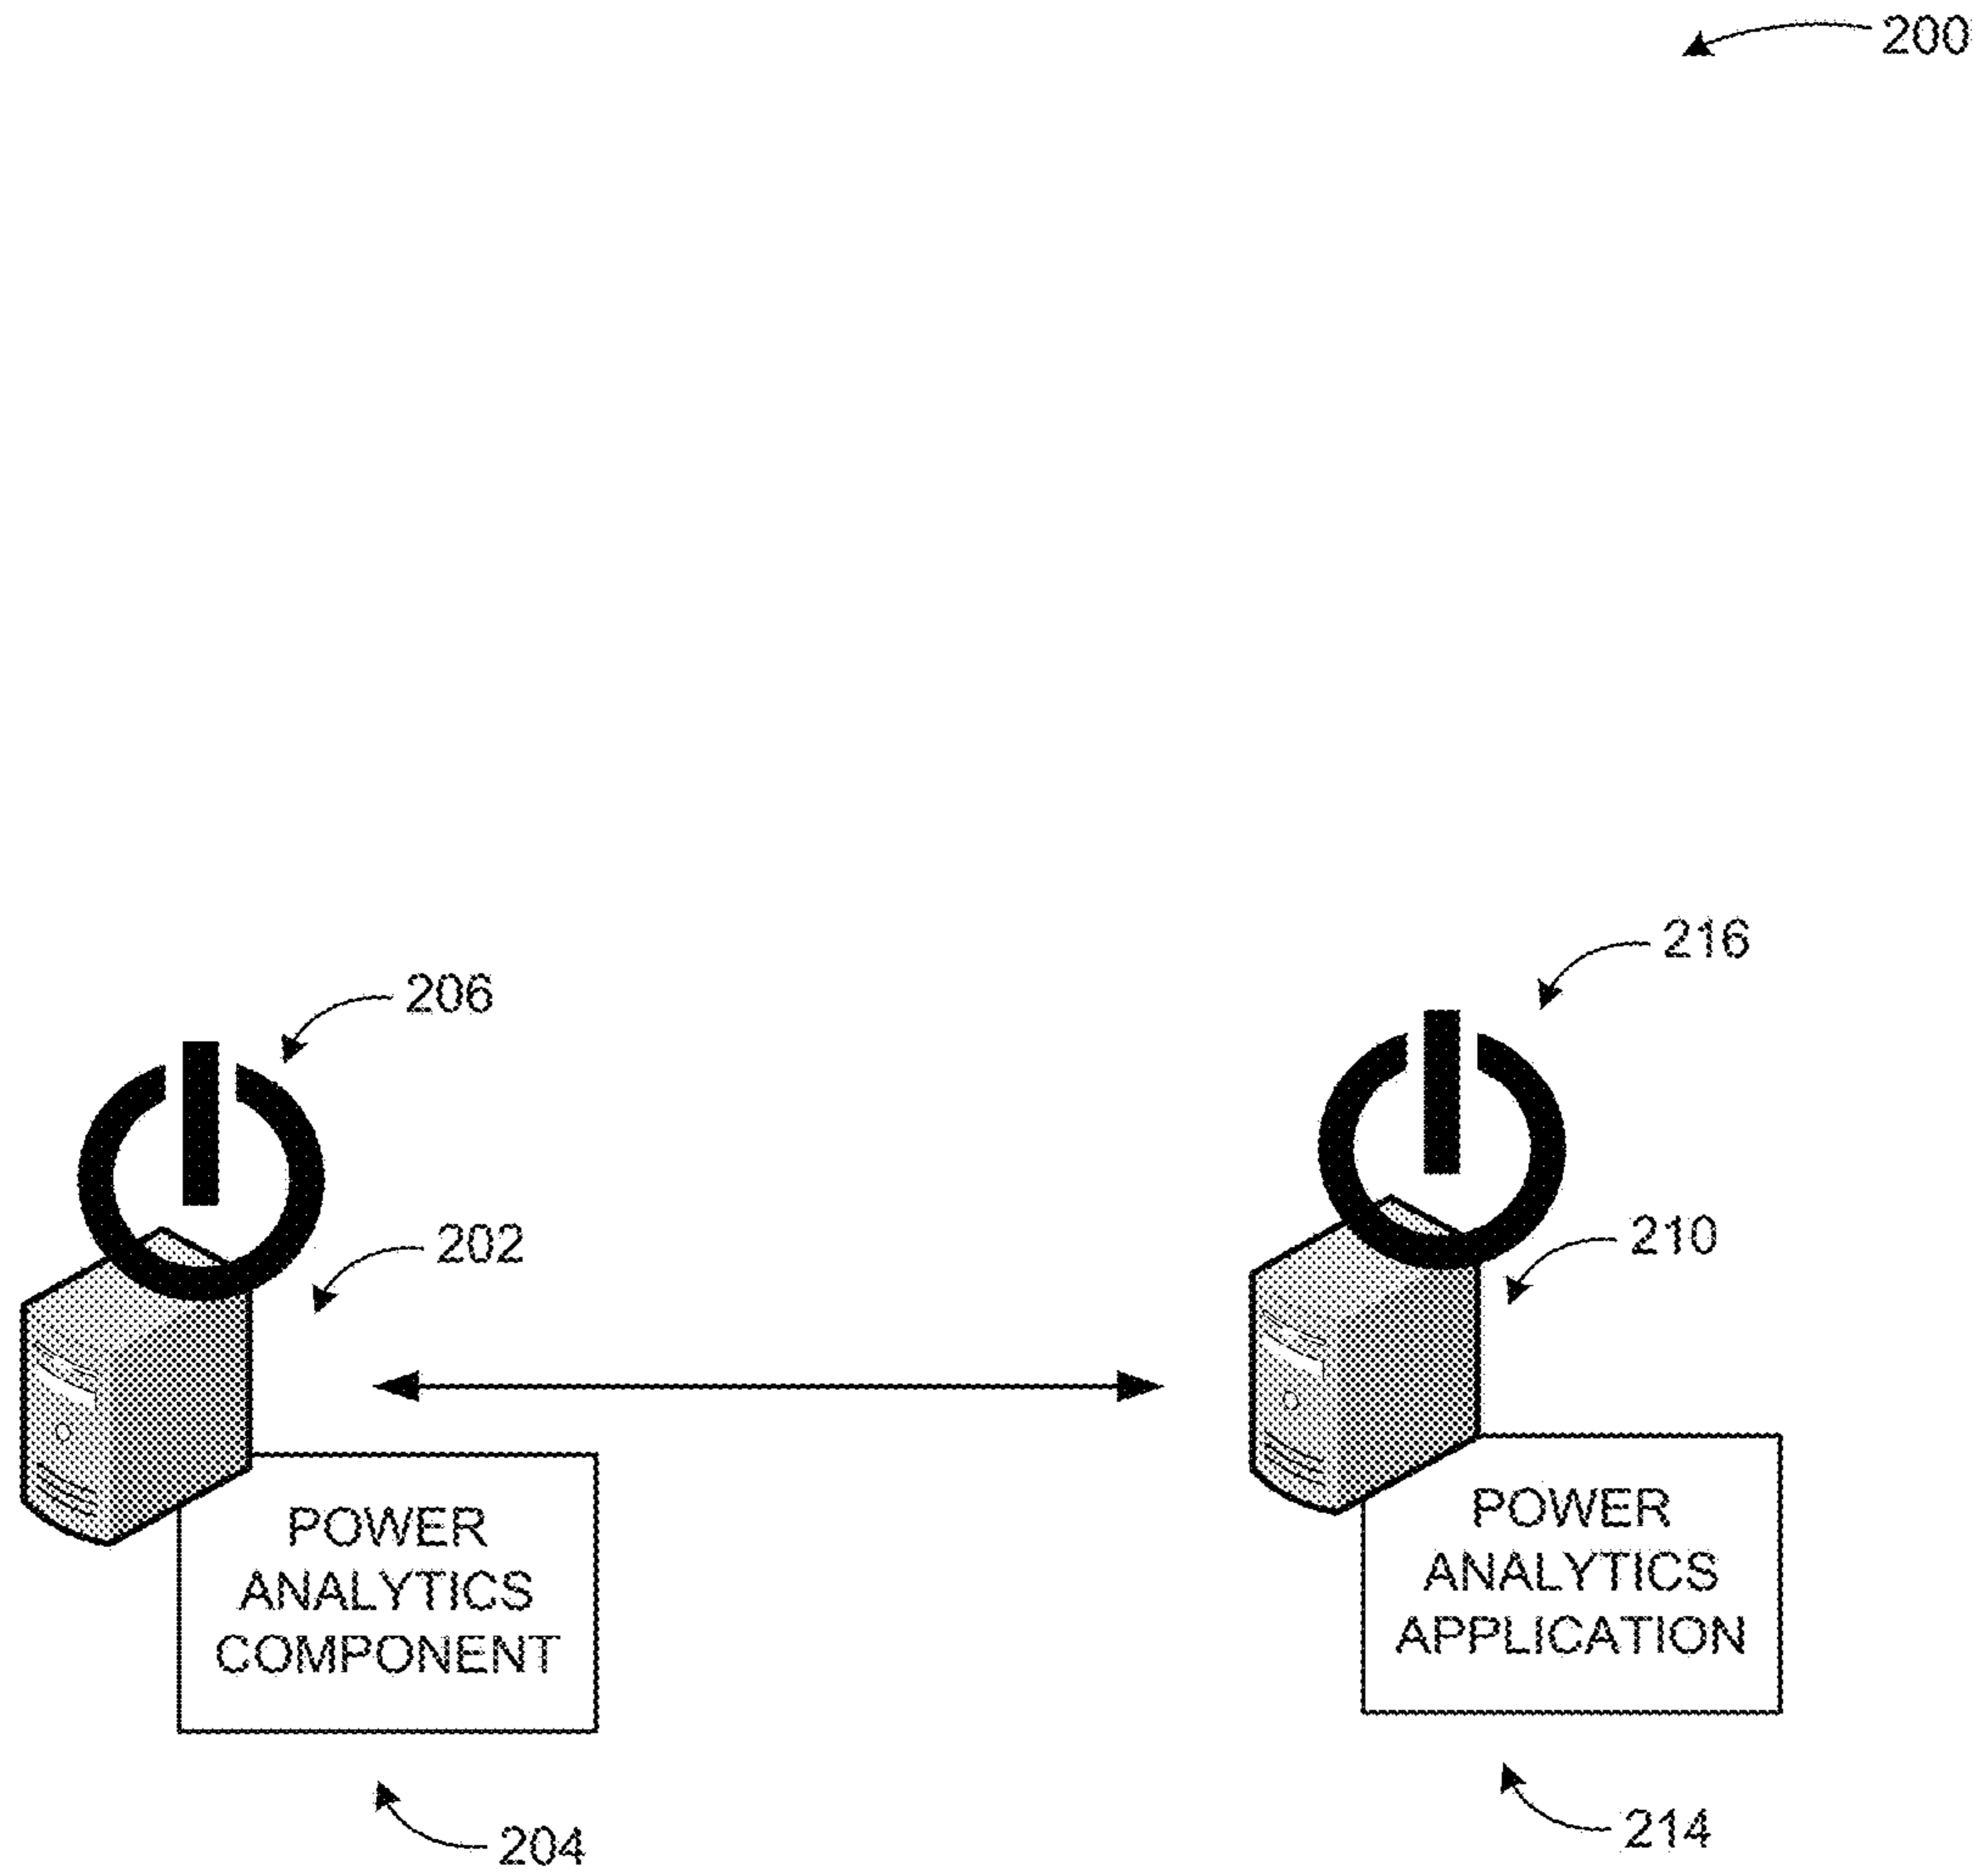 200
216
206
210
202
POWER
ANALYTICS
COMPONENT
POWER
ANALYTICS
APPLICATION
204
214